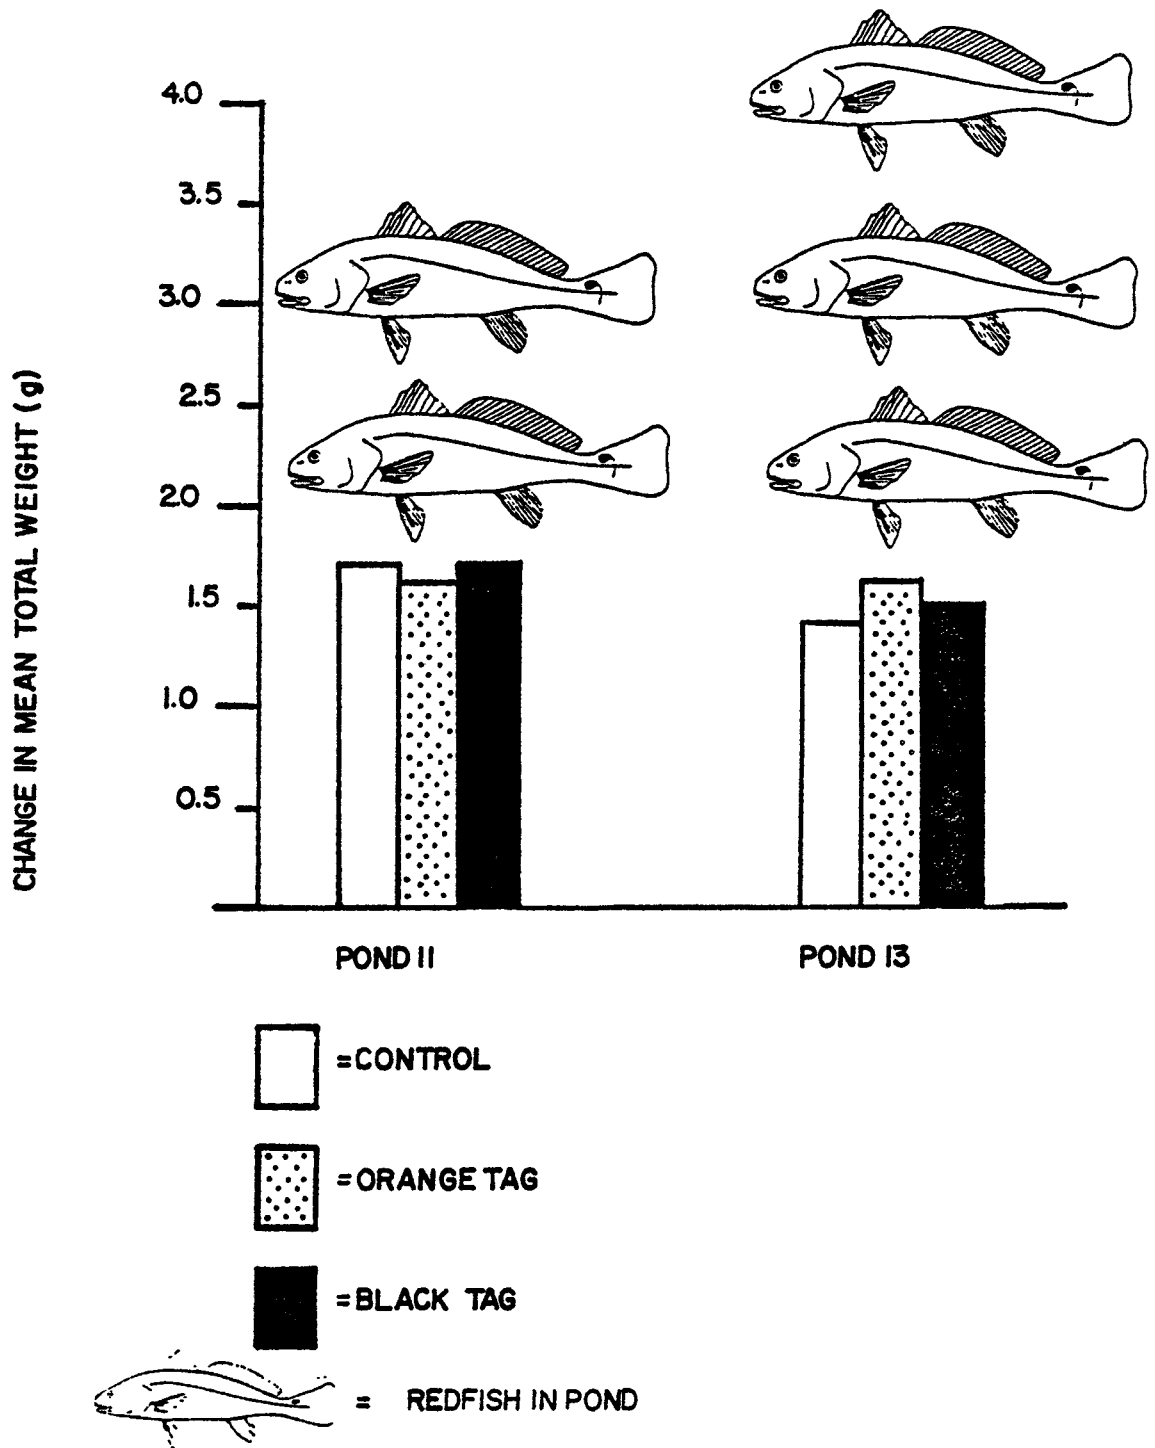 4.0
3.5
3.0
2.5
2.0
1.5
1.0
0.5
CHANGE IN MEAN TOTAL WEIGHT (g)
POND 11
POND 13
=CONTROL
=ORANGE TAG
=BLACK TAG
= REDFISH IN POND